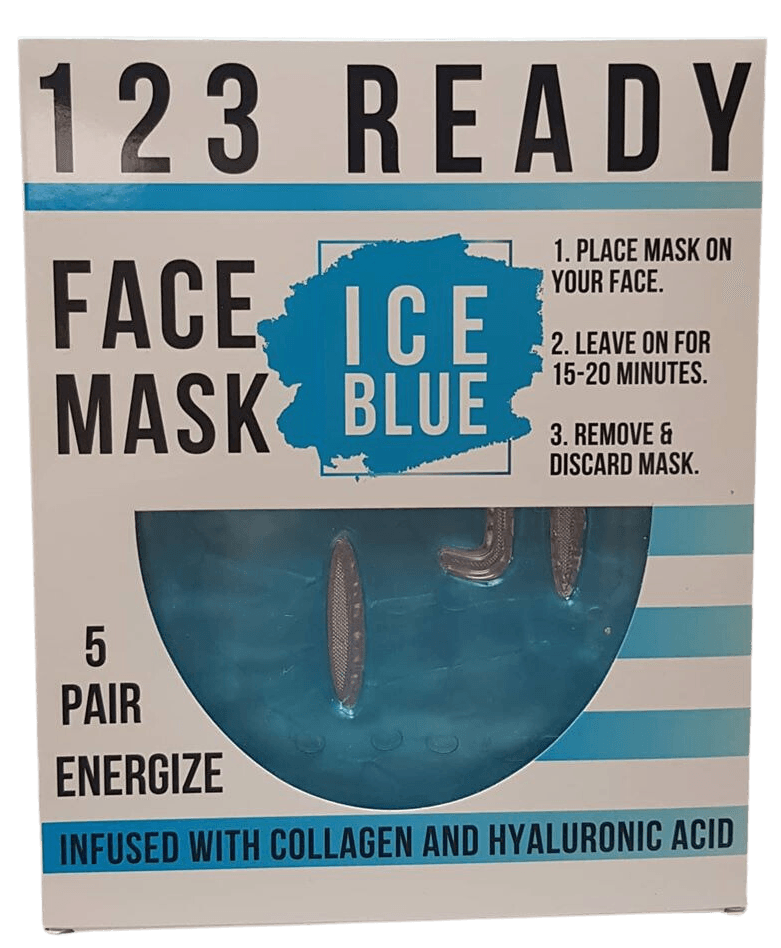 123 READY
FACE
MASK
ICE
BLUE
1. PLACE MASK ON
YOUR FACE.
2. LEAVE ON FOR
15-20 MINUTES.
3. REMOVE &
DISCARD MASK.
5
PAIR
ENERGIZE
INFUSED WITH COLLAGEN AND HYALURONIC ACID